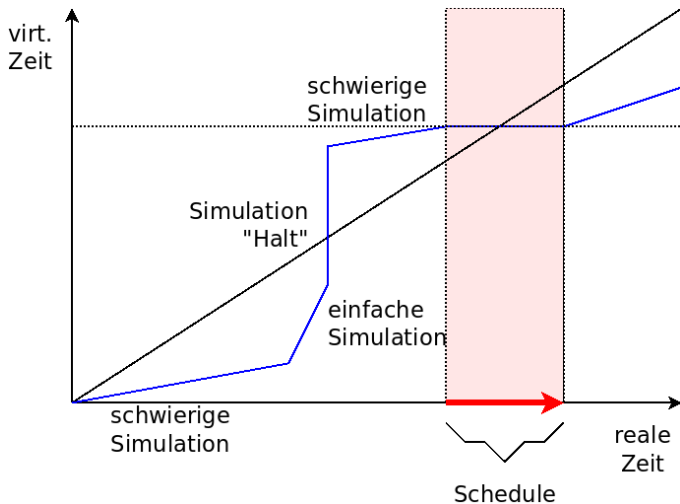 virt.
Zeit
schwierige
Simulation
Simulation
"Halt"
einfache
Simulation
schwierige
Simulation
reale
Zeit
Schedule